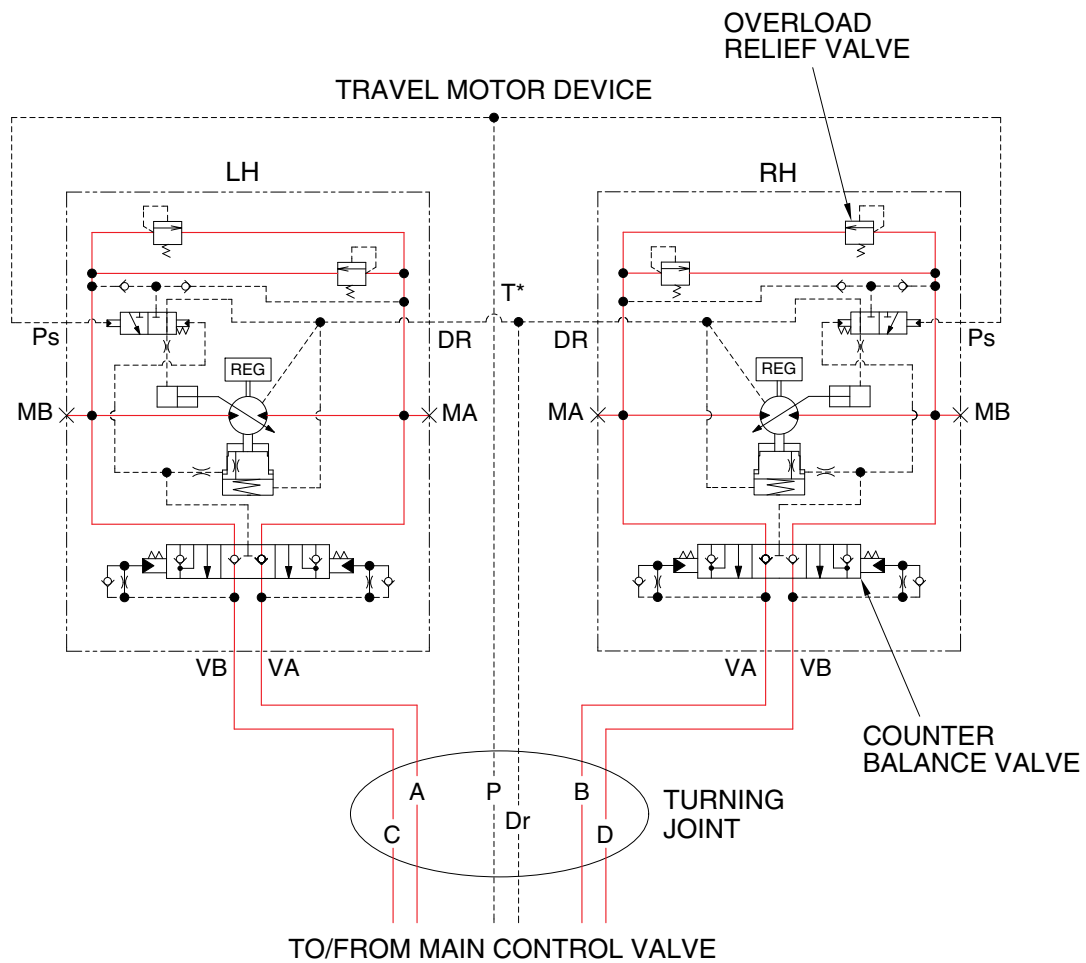 OVERLOAD
RELIEF VALVE
TRAVEL MOTOR DEVICE
LH
RH
T*
Ps
DR
DR
Ps
REG
REG
MB
MA
MA
MB
VB
VA
VA
VB
COUNTER
BALANCE VALVE
A
P
B
TURNING
JOINT
C
Dr
D
TO/FROM MAIN CONTROL VALVE